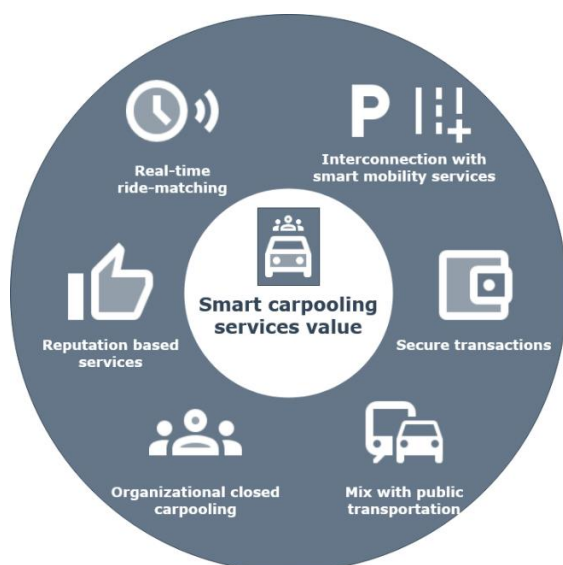 P
Real-time
ride-matching
Interconnection with
smart mobility services
Smart carpooling
services value
Reputation based
services
Secure transactions
Organizational closed
carpooling
Mix with public
transportation